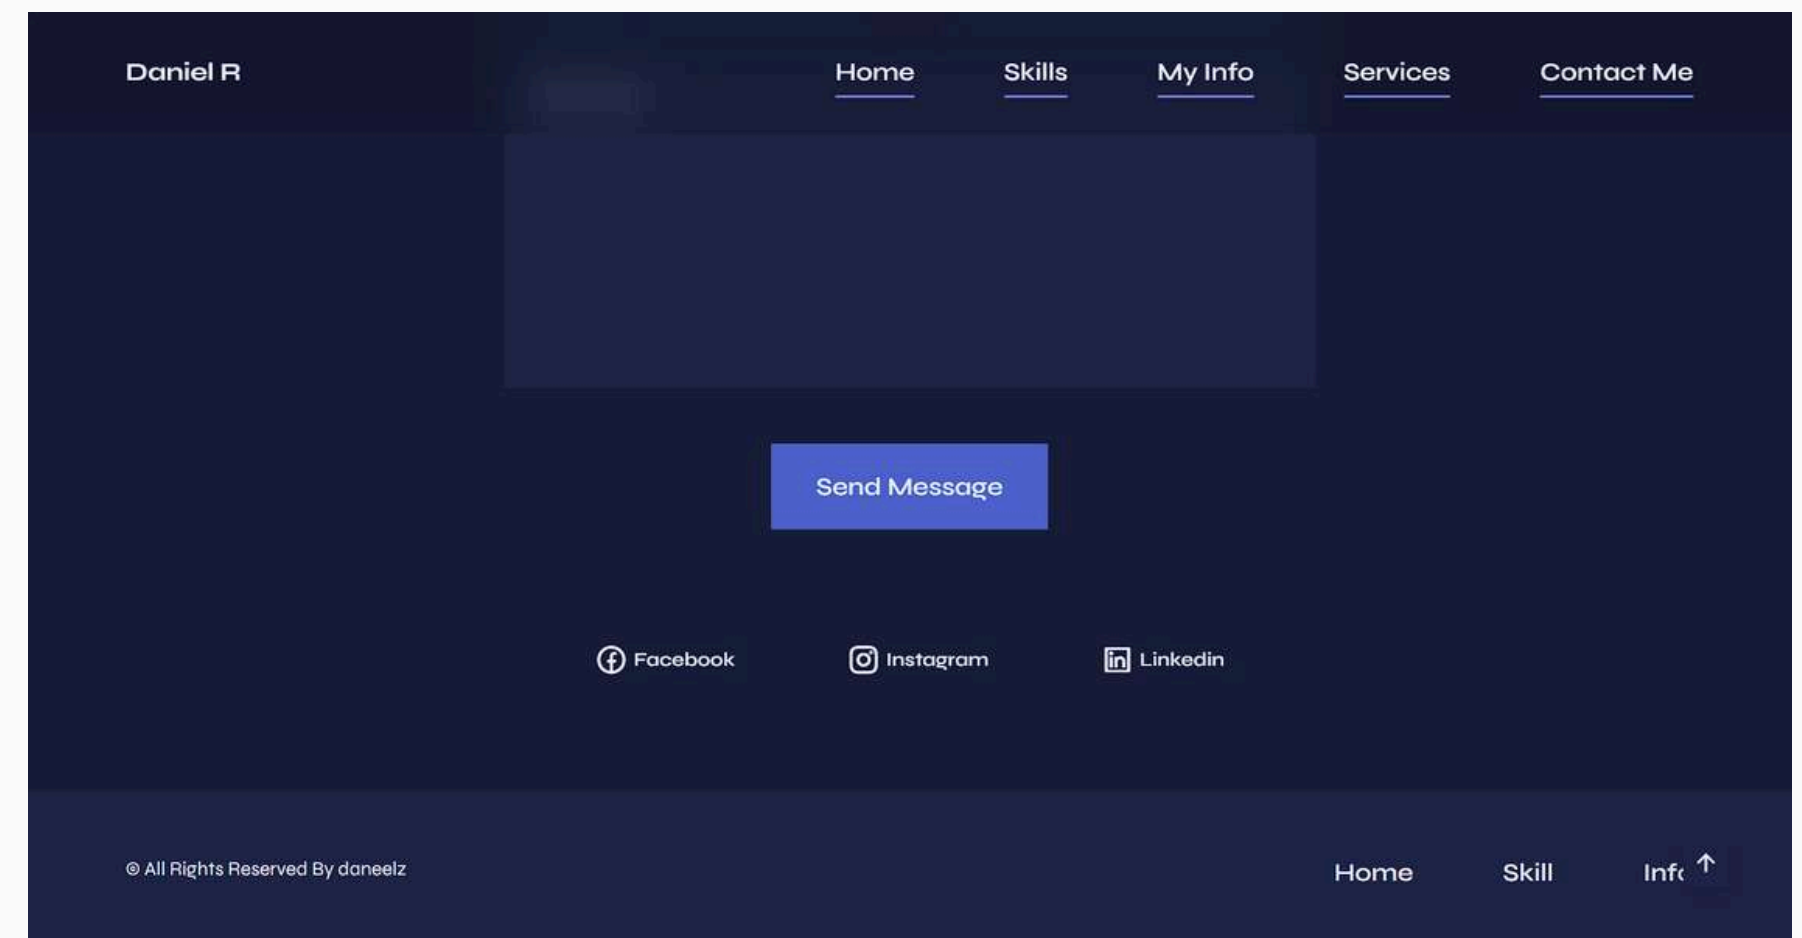 Daniel R Home Skills My Info Services Contact Me
Send Message
Facebook Instagram Linkedin
© All Rights Reserved By daneelz Home Skill